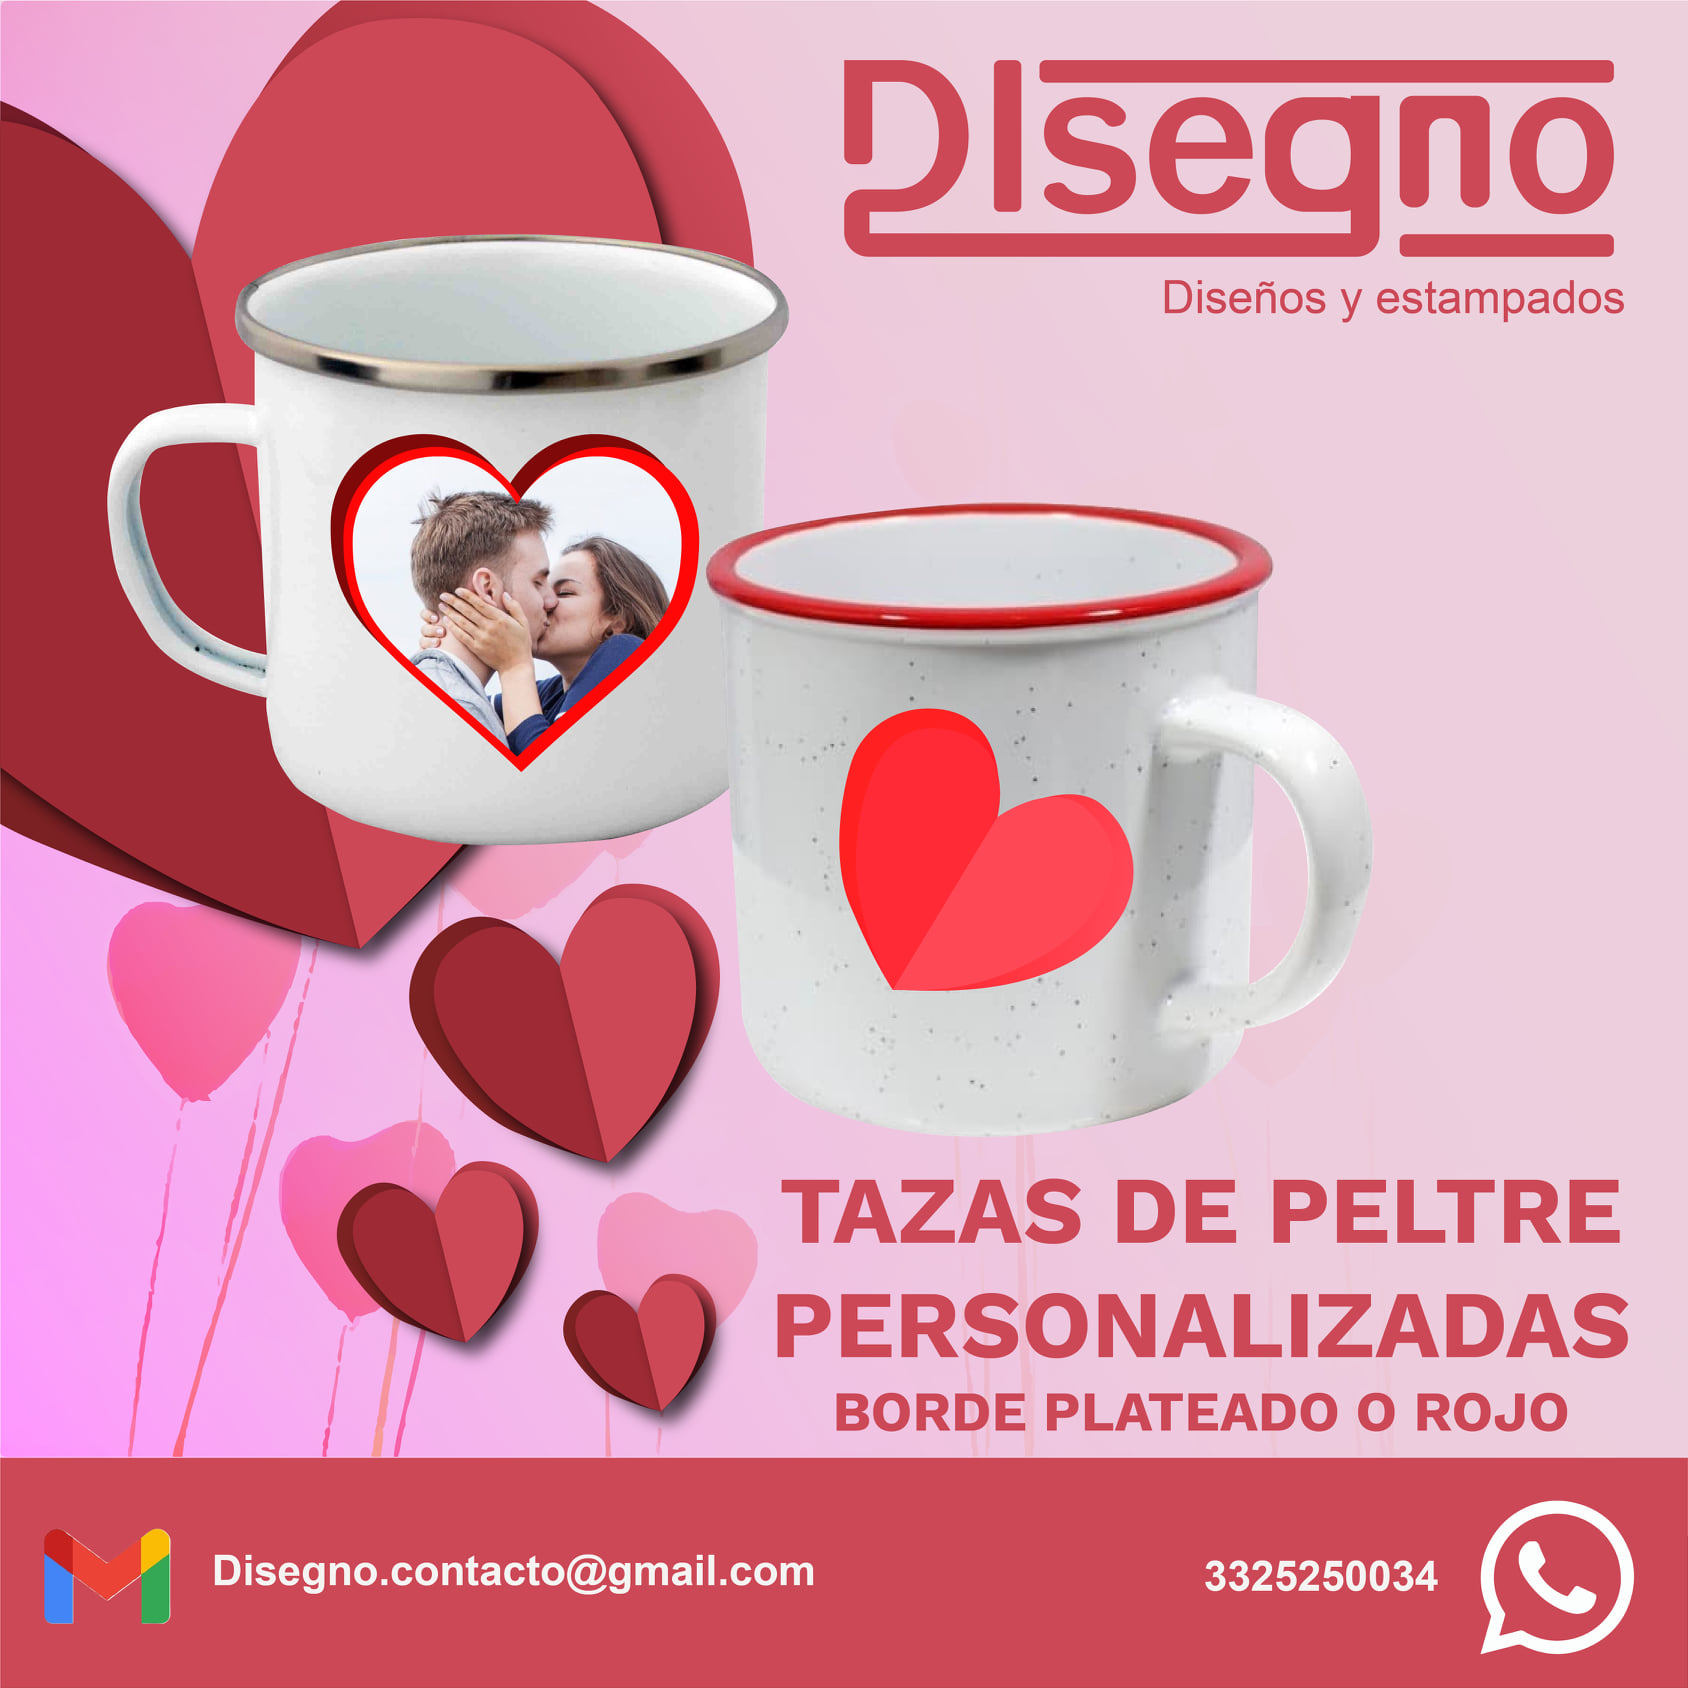 DIsegno
Diseños y estampados
TAZAS DE PELTRE
PERSONALIZADAS
BORDE PLATEADO O ROJO
Disegno.contacto@gmail.com
3325250034